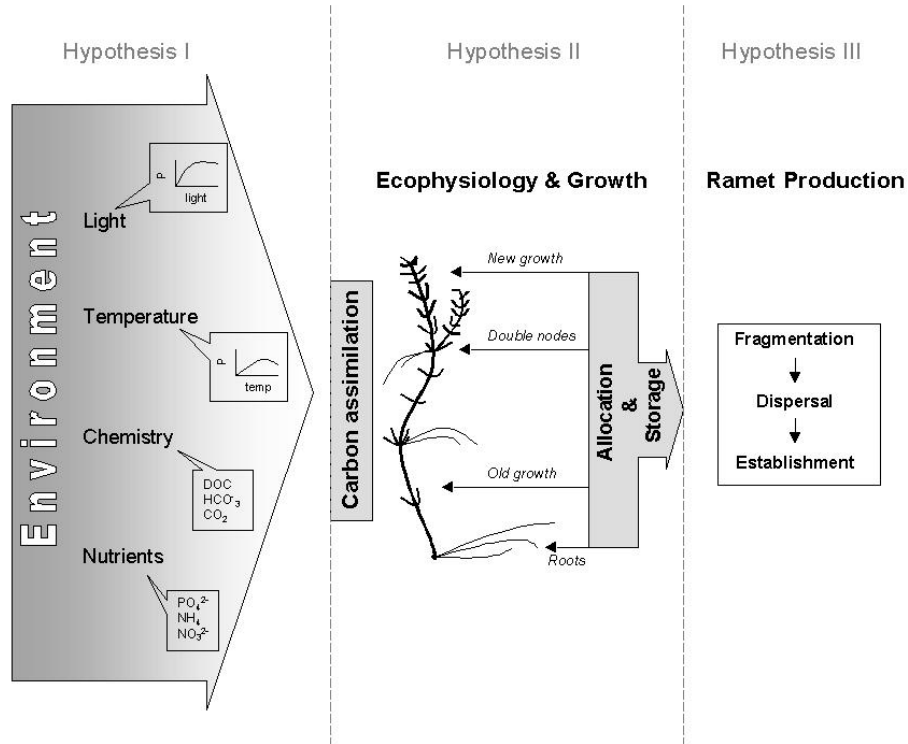 Hypothesis I
Hypothesis II
Hypothesis III
Environment
P
light
Light
Temperature
P
temp
Chemistry
DOC
HCO⁻₃
CO₂
Nutrients
PO₄²⁻
NH₄
NO₃²⁻
Ecophysiology & Growth
Carbon assimilation
New growth
Double nodes
Old growth
Roots
Allocation
&
Storage
Ramet Production
Fragmentation
Dispersal
Establishment